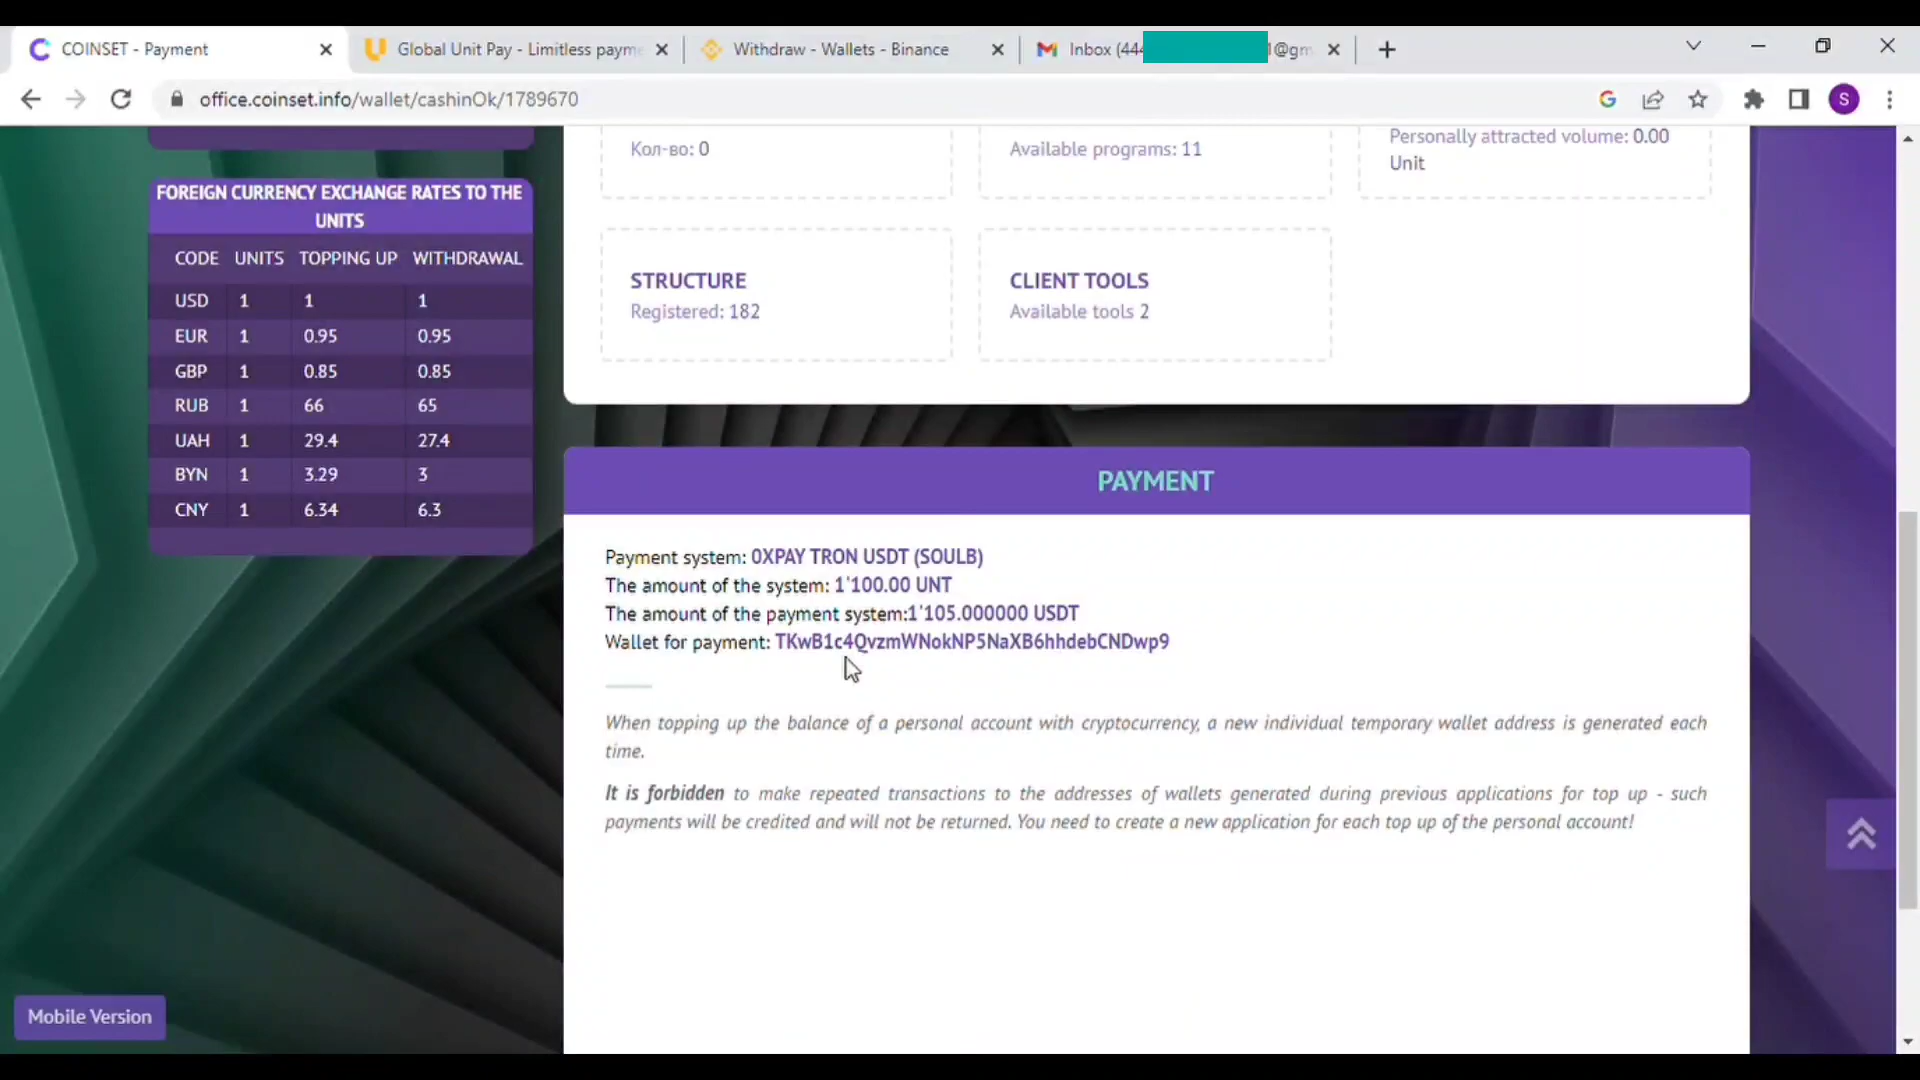 COINSET - Payment
Global Unit Pay - Limitless payme
Withdraw - Wallets - Binance
Inbox (444
1@gm
office.coinset.info/wallet/cashinOk/1789670
S
FOREIGN CURRENCY EXCHANGE RATES TO THE
UNITS
CODE UNITS TOPPING UP WITHDRAWAL
USD 1 1 1
EUR 1 0.95 0.95
GBP 1 0.85 0.85
RUB 1 66 65
UAH 1 29.4 27.4
BYN 1 3.29 3
CNY 1 6.34 6.3
Кол-во: 0
Available programs: 11
Personally attracted volume: 0.00
Unit
STRUCTURE
Registered: 182
CLIENT TOOLS
Available tools 2
PAYMENT
Payment system: 0XPAY TRON USDT (SOULB)
The amount of the system: 1'100.00 UNT
The amount of the payment system:1'105.000000 USDT
Wallet for payment: TKwB1c4QvzmWNokNP5NaXB6hhdebCNDwp9
When topping up the balance of a personal account with cryptocurrency, a new individual temporary wallet address is generated each
time.
It is forbidden to make repeated transactions to the addresses of wallets generated during previous applications for top up - such
payments will be credited and will not be returned. You need to create a new application for each top up of the personal account!
Mobile Version